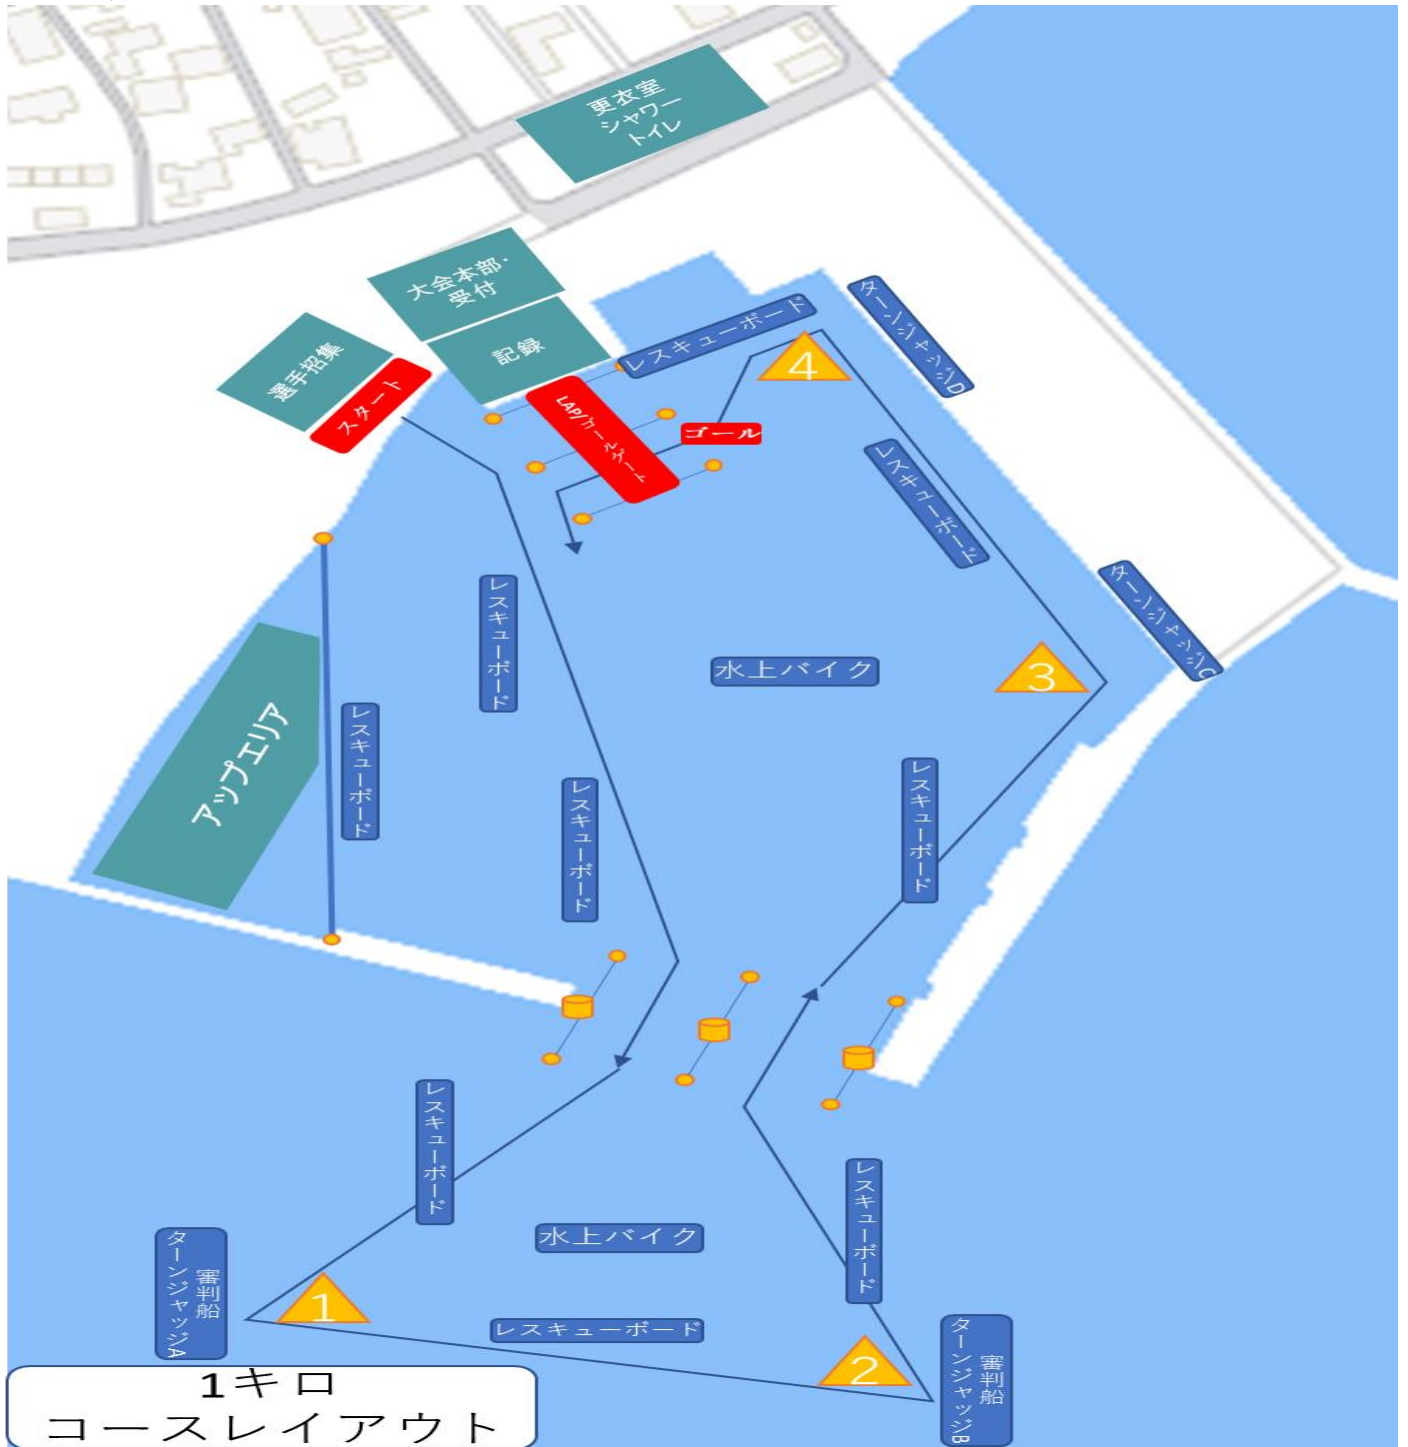 更衣室
シャワー
トイレ
大会本部・
受付
記録
選手招集
スタート
LAP/ゴールゲート
ゴール
レスキューボード
4
ターンジャッジD
レスキューボード
ターンジャッジC
3
水上バイク
レスキューボード
レスキューボード
アップエリア
レスキューボード
レスキューボード
レスキューボード
レスキューボード
水上バイク
レスキューボード
1
2
審判船
ターンジャッジA
審判船
ターンジャッジB
1キロ
コースレイアウト